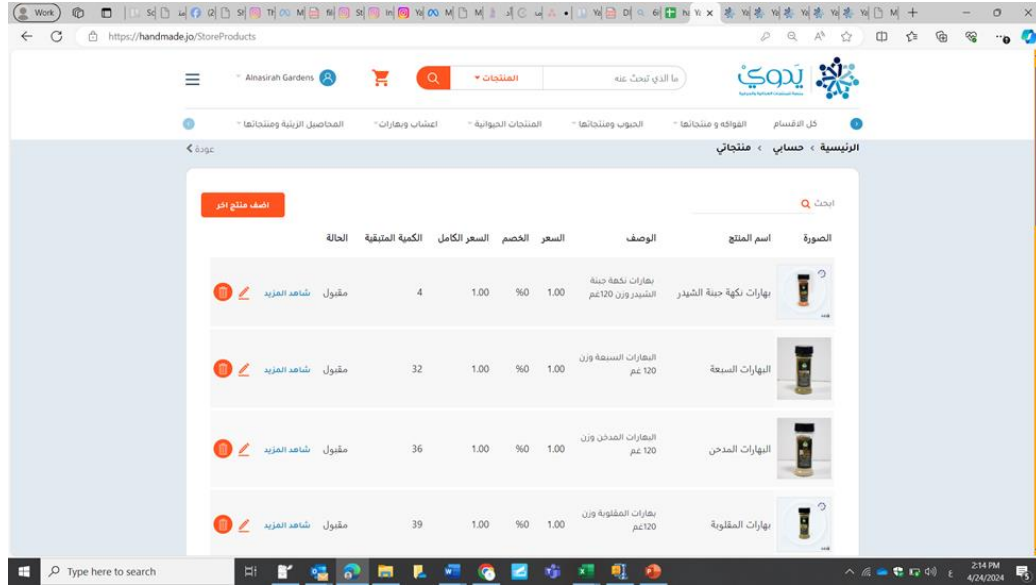 Work
https://handmade.jo/StoreProducts
يَدويّ
ما الذي تبحث عنه
المنتجات
Alnasirah Gardens
كل الاقسام
الفواكه و منتجاتها
الحبوب ومنتجاتها
المنتجات الحيوانية
اعشاب وبهارات
المحاصيل الزيتية ومنتجاتها
الرئيسية › حسابي › منتجاتي
عودة
ابحث
اضف منتج اخر
الصورة اسم المنتج الوصف السعر الخصم السعر الكامل الكمية المتبقية الحالة
بهارات نكهة جبنة الشيدر
بهارات نكهة جبنة
الشيدر وزن 120غم
1.00 %0 1.00 4 مقبول شاهد المزيد
البهارات السبعة
البهارات السبعة وزن
120 غم
1.00 %0 1.00 32 مقبول شاهد المزيد
البهارات المدخن
البهارات المدخن وزن
120 غم
1.00 %0 1.00 36 مقبول شاهد المزيد
بهارات المقلوبة
بهارات المقلوبة وزن
120غم
1.00 %0 1.00 39 مقبول شاهد المزيد
Type here to search
2:14 PM
4/24/2024